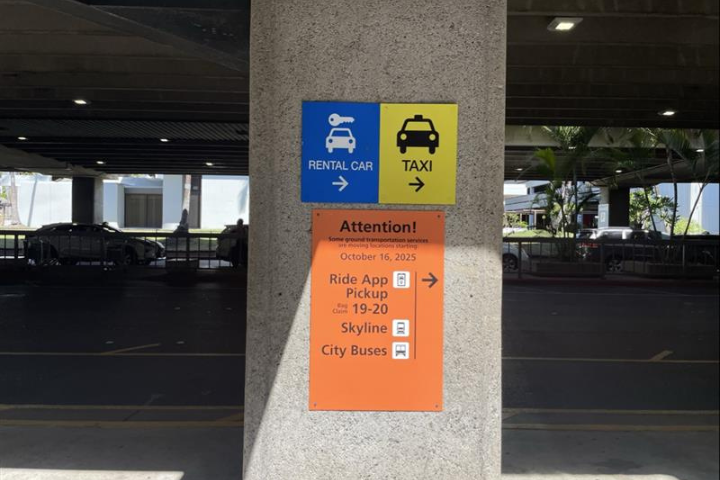 RENTAL CAR
→
TAXI
→
Attention!
Some ground transportation services
are moving locations starting
October 16, 2025
Ride App
Pickup
→
Bag
Claim 19-20
Skyline
City Buses